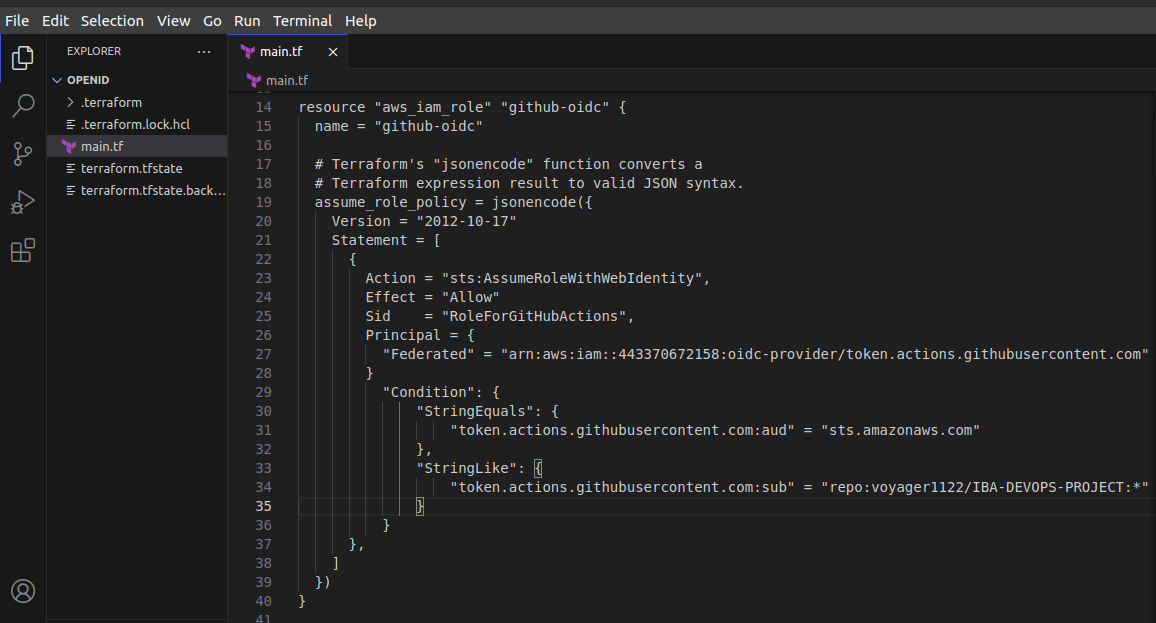 File Edit Selection View Go Run Terminal Help
EXPLORER ...
OPENID
.terraform
.terraform.lock.hcl
main.tf
terraform.tfstate
terraform.tfstate.back...
main.tf
main.tf
14 resource "aws_iam_role" "github-oidc" {
15   name = "github-oidc"
16
17   # Terraform's "jsonencode" function converts a
18   # Terraform expression result to valid JSON syntax.
19   assume_role_policy = jsonencode({
20     Version = "2012-10-17"
21     Statement = [
22       {
23         Action = "sts:AssumeRoleWithWebIdentity",
24         Effect = "Allow"
25         Sid    = "RoleForGitHubActions",
26         Principal = {
27           "Federated" = "arn:aws:iam::443370672158:oidc-provider/token.actions.githubusercontent.com"
28         }
29           "Condition": {
30               "StringEquals": {
31                   "token.actions.githubusercontent.com:aud" = "sts.amazonaws.com"
32               },
33               "StringLike": {
34                   "token.actions.githubusercontent.com:sub" = "repo:voyager1122/IBA-DEVOPS-PROJECT:*"
35               }
36           }
37       },
38     ]
39   })
40 }
41